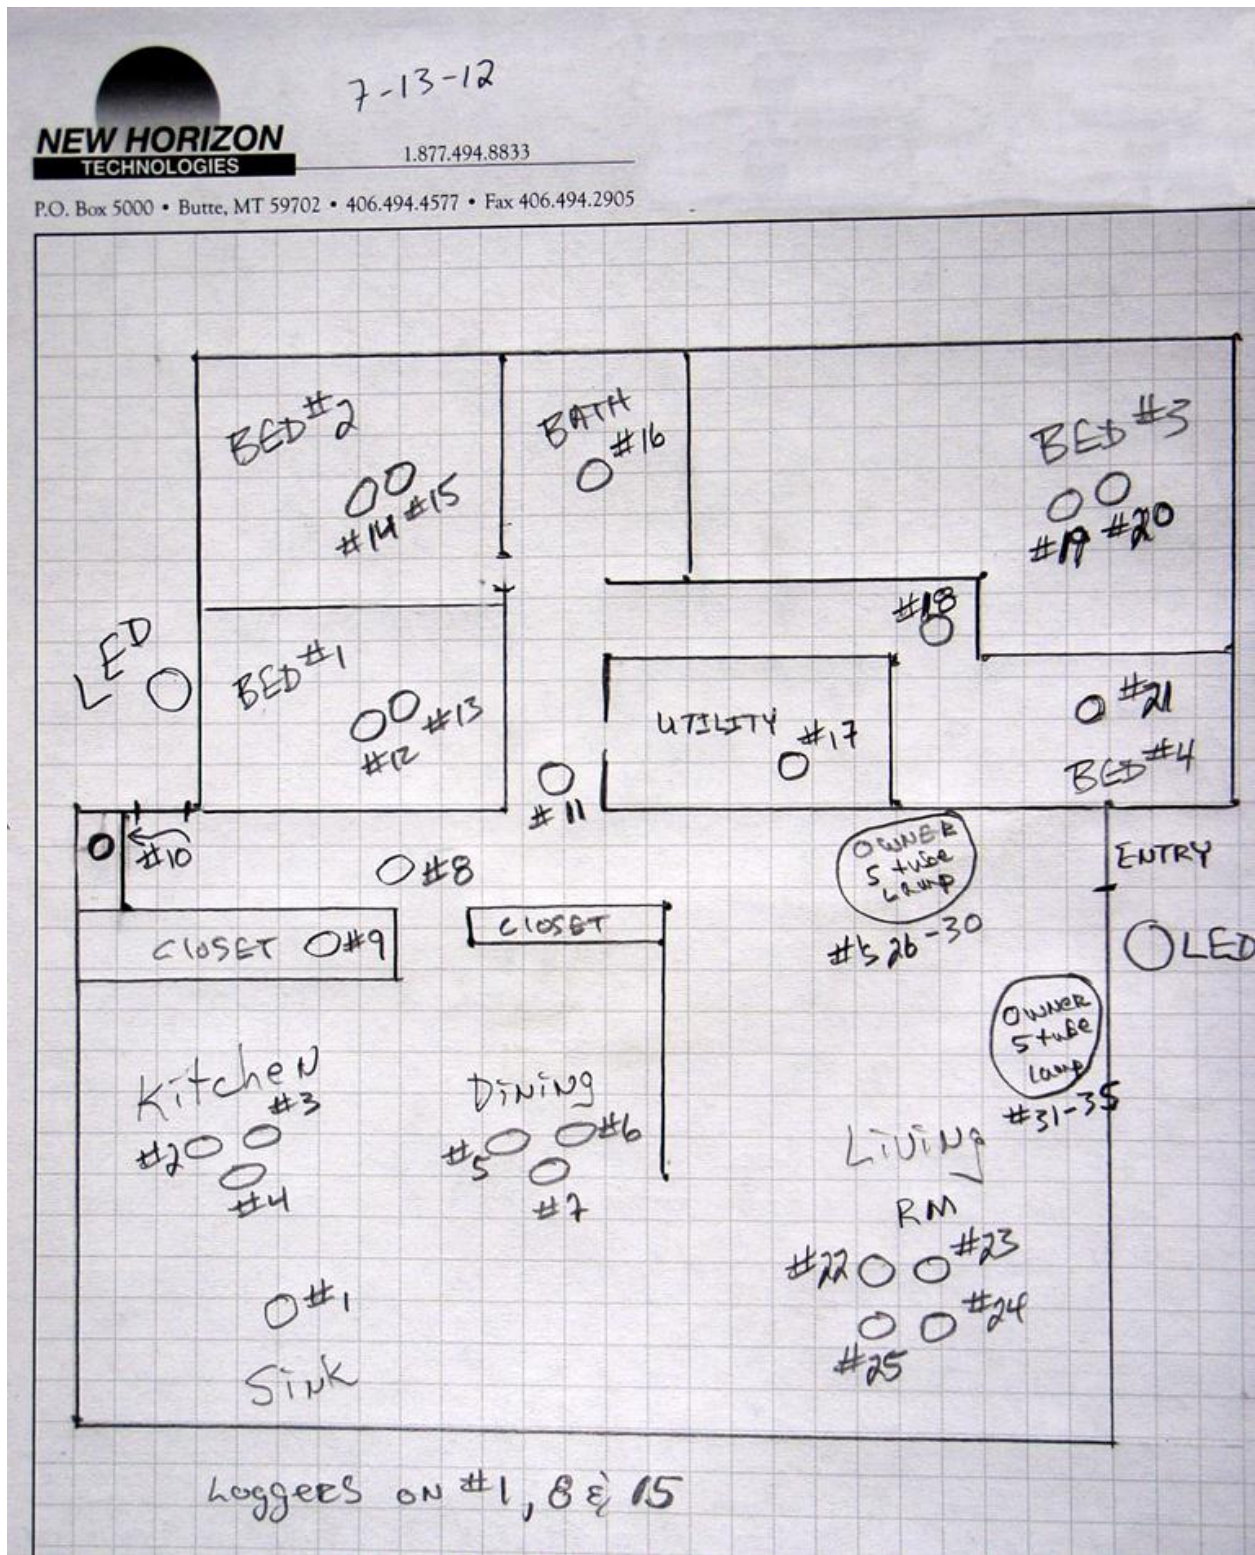 7-13-12
NEW HORIZON
TECHNOLOGIES
1.877.494.8833
P.O. Box 5000 • Butte, MT 59702 • 406.494.4577 • Fax 406.494.2905
BED #2
#14 #15
BATH
#16
BED #3
#19 #20
#18
LED
BED #1
#12 #13
UTILITY #17
#21
BED #4
#11
#10
#8
OWNER
5 tube
Lamp
#'s 26-30
ENTRY
CLOSET #9
CLOSET
LED
OWNER
5 tube
Lamp
#31-35
Kitchen
#3
#2
#4
Dining
#5 #6
#7
Living
RM
#22 #23
#24
#25
#1
Sink
Loggers on #1, 8 & 15